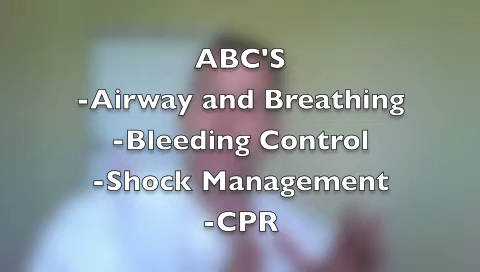 ABC'S
-Airway and Breathing
-Bleeding Control
-Shock Management
-CPR